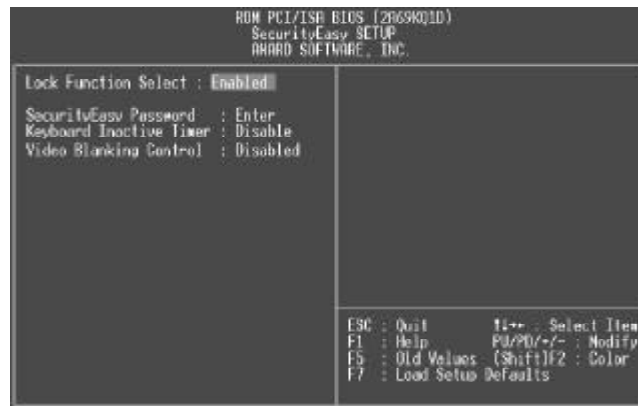 ROM PCI/ISA BIOS (2A69KQ1D)
SecurityEasy SETUP
AWARD SOFTWARE, INC.
Lock Function Select : Enabled
SecurityEasy Password : Enter
Keyboard Inactive Timer : Disable
Video Blanking Control : Disabled
ESC : Quit ↑↓→← : Select Item
F1 : Help PU/PD/+/- : Modify
F5 : Old Values (Shift)F2 : Color
F7 : Load Setup Defaults